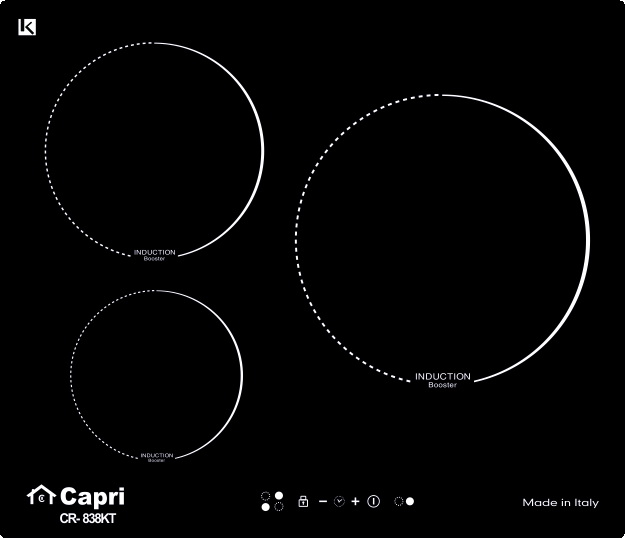 K
INDUCTION
Booster
INDUCTION
Booster
INDUCTION
Booster
Capri
CR- 838KT
Made in Italy